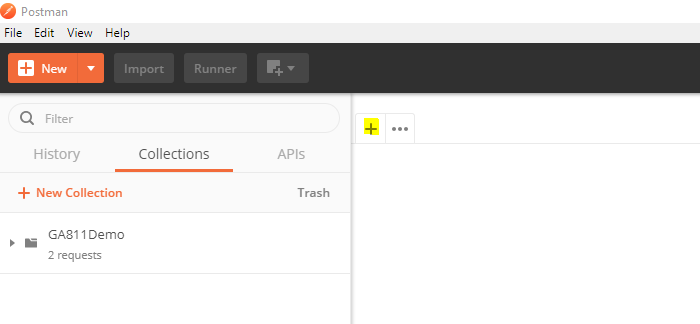 Postman
File Edit View Help
New Import Runner
Filter
History Collections APIs
+ New Collection Trash
GA811Demo
2 requests